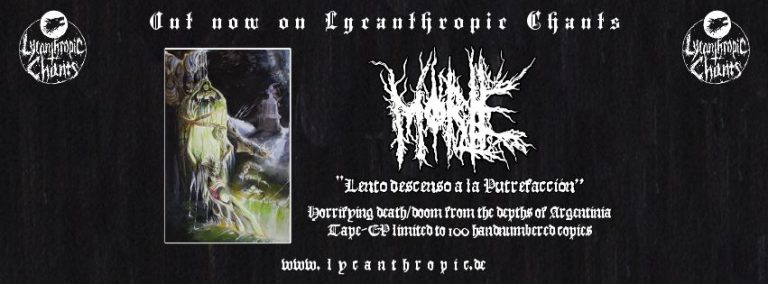 Out now on Lycanthropic Chants
Lycanthropic
Chants
Lycanthropic
Chants
"Lento descenso a la Putrefacción"
Horrifying death/doom from the depths of Argentinia
Tape-EP limited to 100 handnumbered copies
www.lycanthropic.de